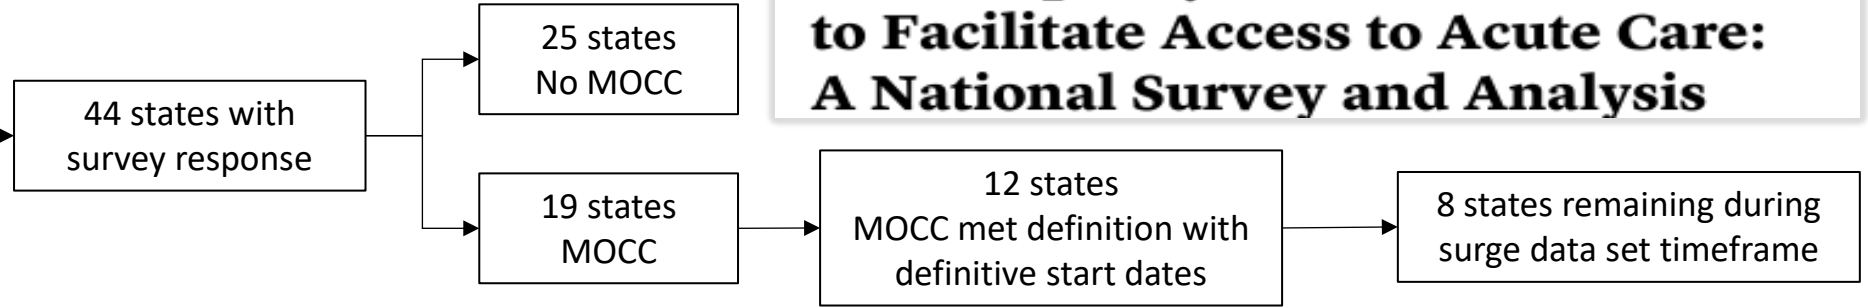 44 states with
survey response
25 states
No MOCC
19 states
MOCC
12 states
MOCC met definition with
definitive start dates
8 states remaining during
surge data set timeframe
to Facilitate Access to Acute Care:
A National Survey and Analysis